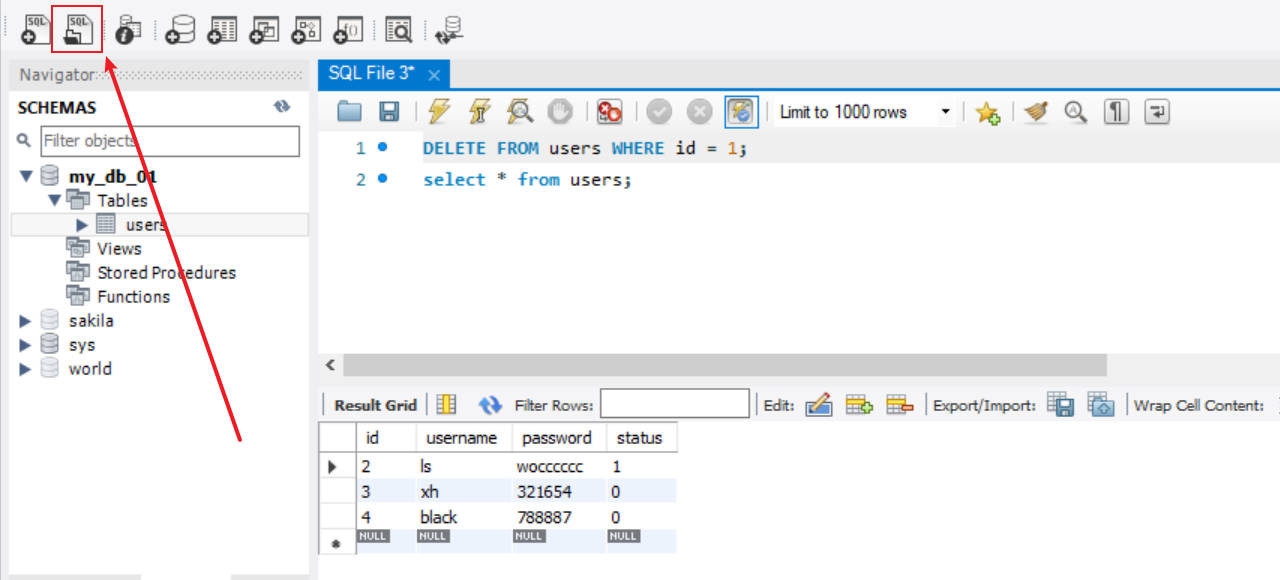 SQL SQL
Navigator
SCHEMAS
Filter objects
my_db_01
Tables
users
Views
Stored Procedures
Functions
sakila
sys
world
SQL File 3*
Limit to 1000 rows
1 DELETE FROM users WHERE id = 1;
2 select * from users;
Result Grid Filter Rows: Edit: Export/Import: Wrap Cell Content:
id username password status
2 ls wocccccc 1
3 xh 321654 0
4 black 788887 0
NULL NULL NULL NULL